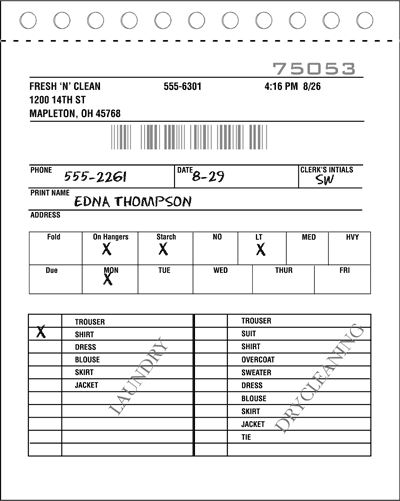 75053
FRESH 'N' CLEAN 555-6301 4:16 PM 8/26
1200 14TH ST
MAPLETON, OH 45768
PHONE 555-2261 DATE 8-29 CLERK'S INTIALS SW
PRINT NAME EDNA THOMPSON
ADDRESS
Fold On Hangers Starch NO LT MED HVY
X X X
Due MON TUE WED THUR FRI
X
TROUSER
X SHIRT
DRESS
BLOUSE
SKIRT
JACKET
LAUNDRY
TROUSER
SUIT
SHIRT
OVERCOAT
SWEATER
DRESS
BLOUSE
SKIRT
JACKET
TIE
DRYCLEANING